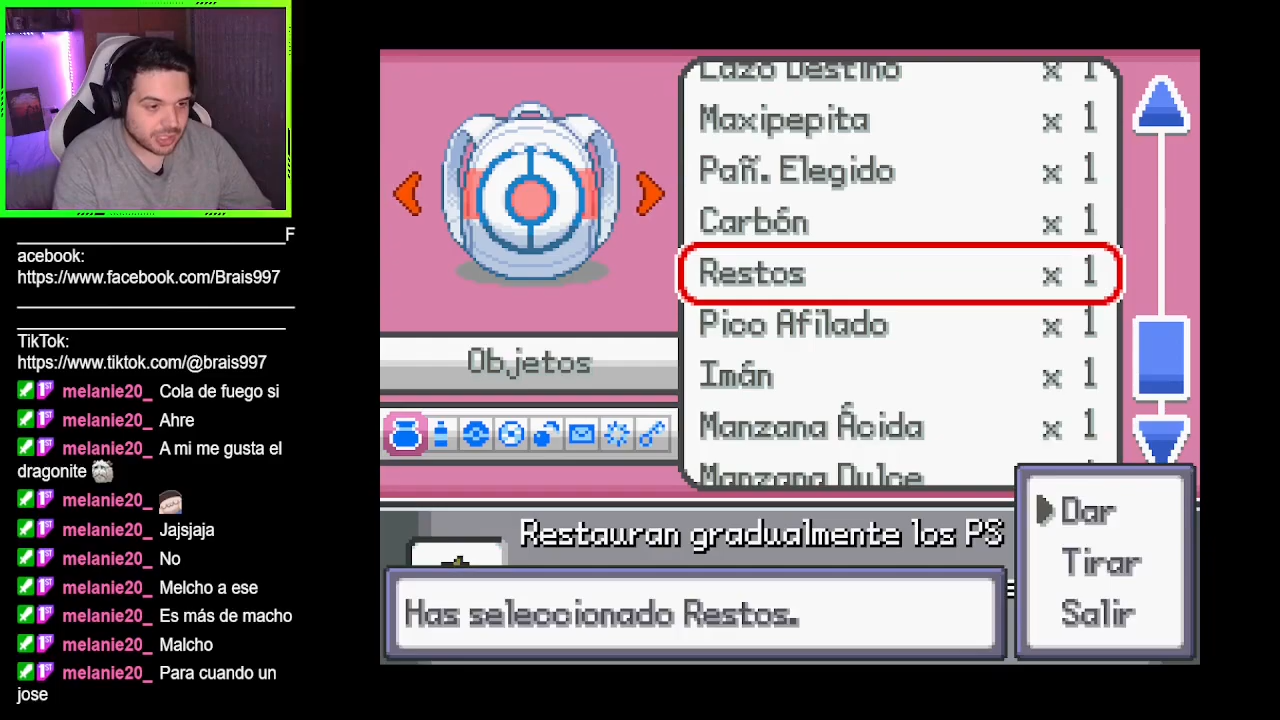 F
acebook:
https://www.facebook.com/Brais997
TikTok:
https://www.tiktok.com/@brais997
melanie20_ Cola de fuego si
melanie20_ Ahre
melanie20_ A mi me gusta el
dragonite
melanie20_
melanie20_ Jajsjaja
melanie20_ No
melanie20_ Melcho a ese
melanie20_ Es más de macho
melanie20_ Malcho
melanie20_ Para cuando un
jose
Lazo Destino x 1
Maxipepita x 1
Pañ. Elegido x 1
Carbón x 1
Restos x 1
Pico Afilado x 1
Imán x 1
Manzana Ácida x 1
Manzana Dulce
Objetos
Restauran gradualmente los PS
Has seleccionado Restos.
Dar
Tirar
Salir